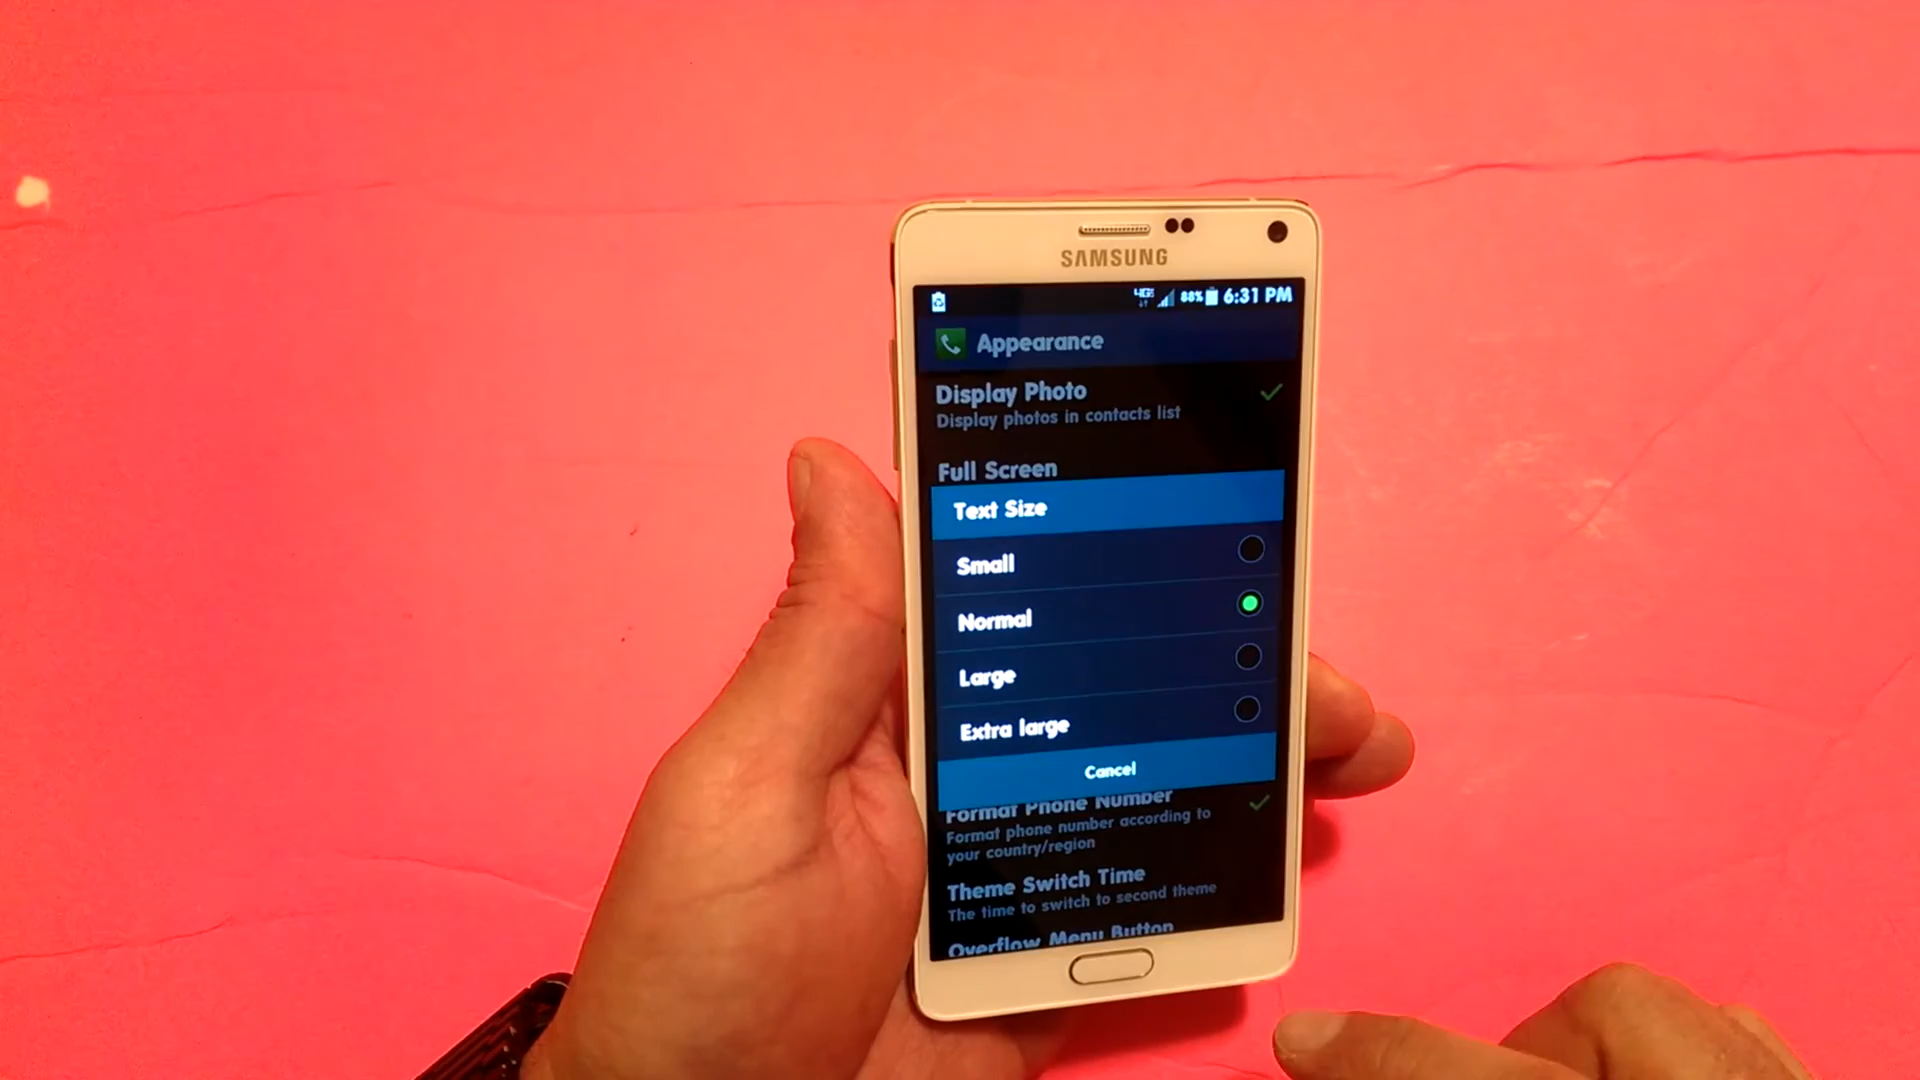 SAMSUNG
4G 88% 6:31 PM
Appearance
Display Photo
Display photos in contacts list
Full Screen
Text Size
Small
Normal
Large
Extra large
Cancel
Format Phone Number
Format phone number according to
your country/region
Theme Switch Time
The time to switch to second theme
Overflow Menu Button